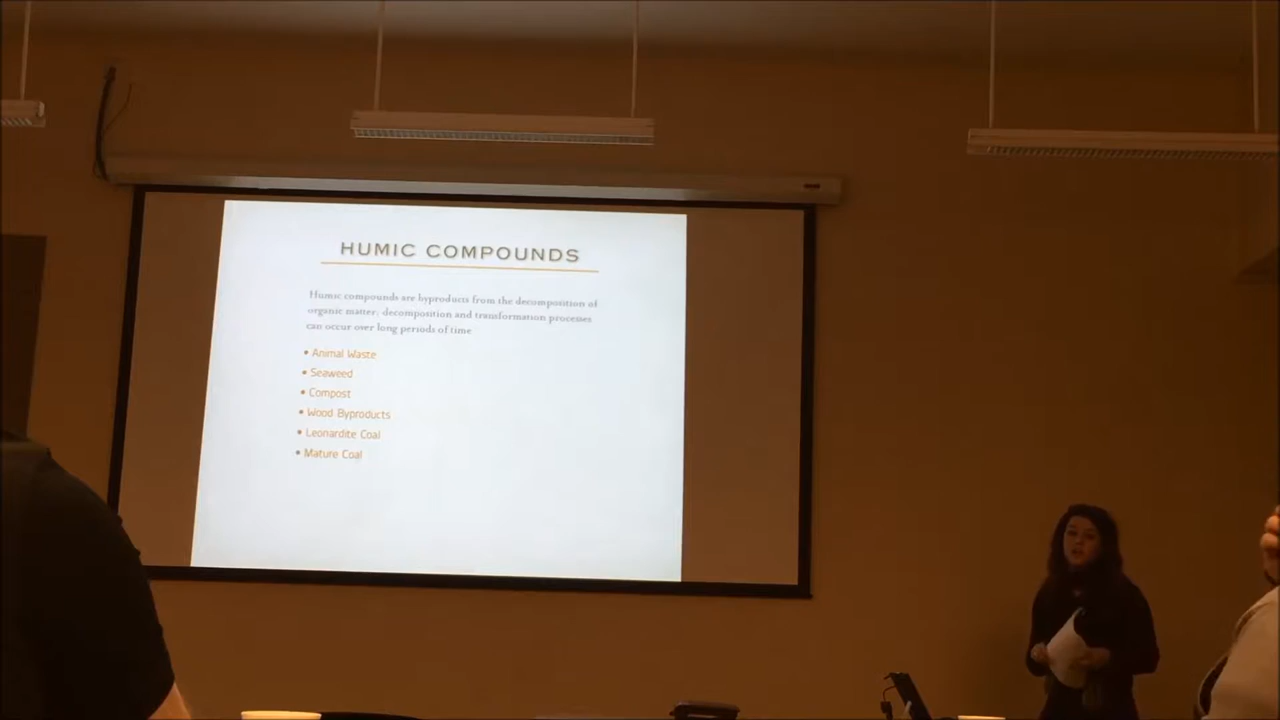 HUMIC COMPOUNDS
Humic compounds are byproducts from the decomposition of
organic matter; decomposition and transformation processes
can occur over long periods of time
• Animal Waste
• Seaweed
• Compost
• Wood Byproducts
• Leonardite Coal
• Mature Coal